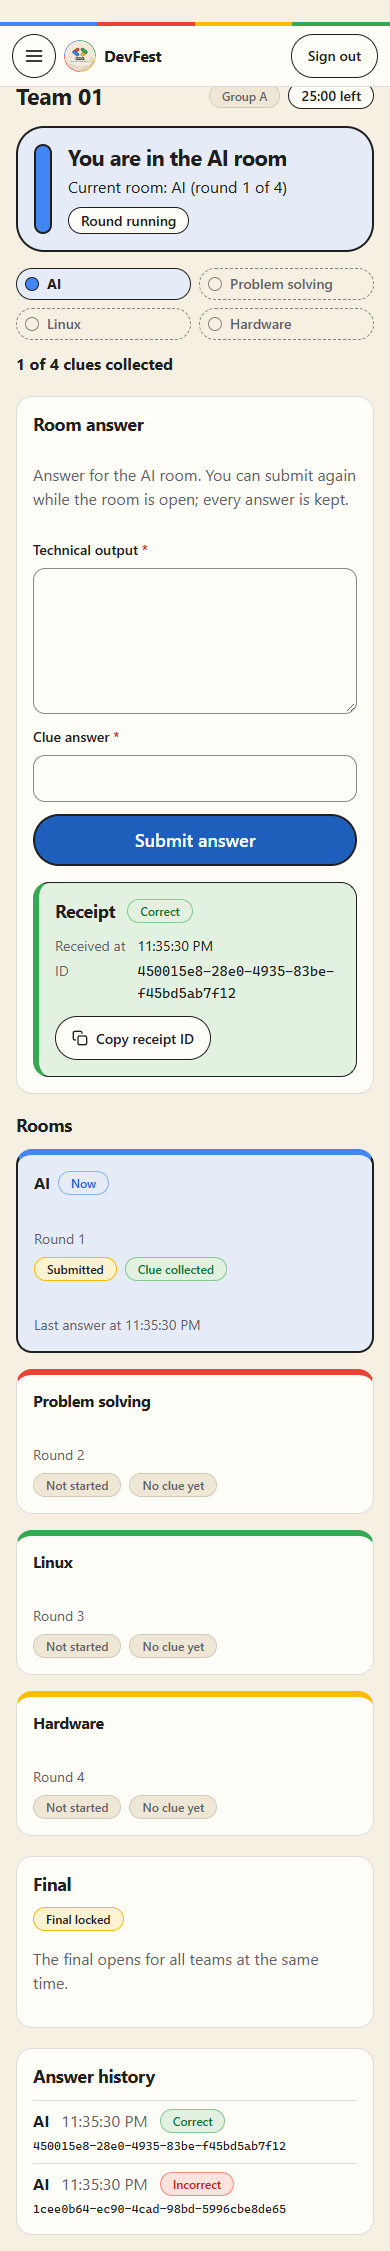 DevFest
Sign out
Team 01
Group A
25:00 left
You are in the AI room
Current room: AI (round 1 of 4)
Round running
AI
Problem solving
Linux
Hardware
1 of 4 clues collected
Room answer
Answer for the AI room. You can submit again
while the room is open; every answer is kept.
Technical output *
Clue answer *
Submit answer
Receipt
Correct
Received at 11:35:30 PM
ID 450015e8-28e0-4935-83be-
f45bd5ab7f12
Copy receipt ID
Rooms
AI
Now
Round 1
Submitted
Clue collected
Last answer at 11:35:30 PM
Problem solving
Round 2
Not started
No clue yet
Linux
Round 3
Not started
No clue yet
Hardware
Round 4
Not started
No clue yet
Final
Final locked
The final opens for all teams at the same
time.
Answer history
AI 11:35:30 PM Correct
450015e8-28e0-4935-83be-f45bd5ab7f12
AI 11:35:30 PM Incorrect
1cee0b64-ec90-4cad-98bd-5996cbe8de65